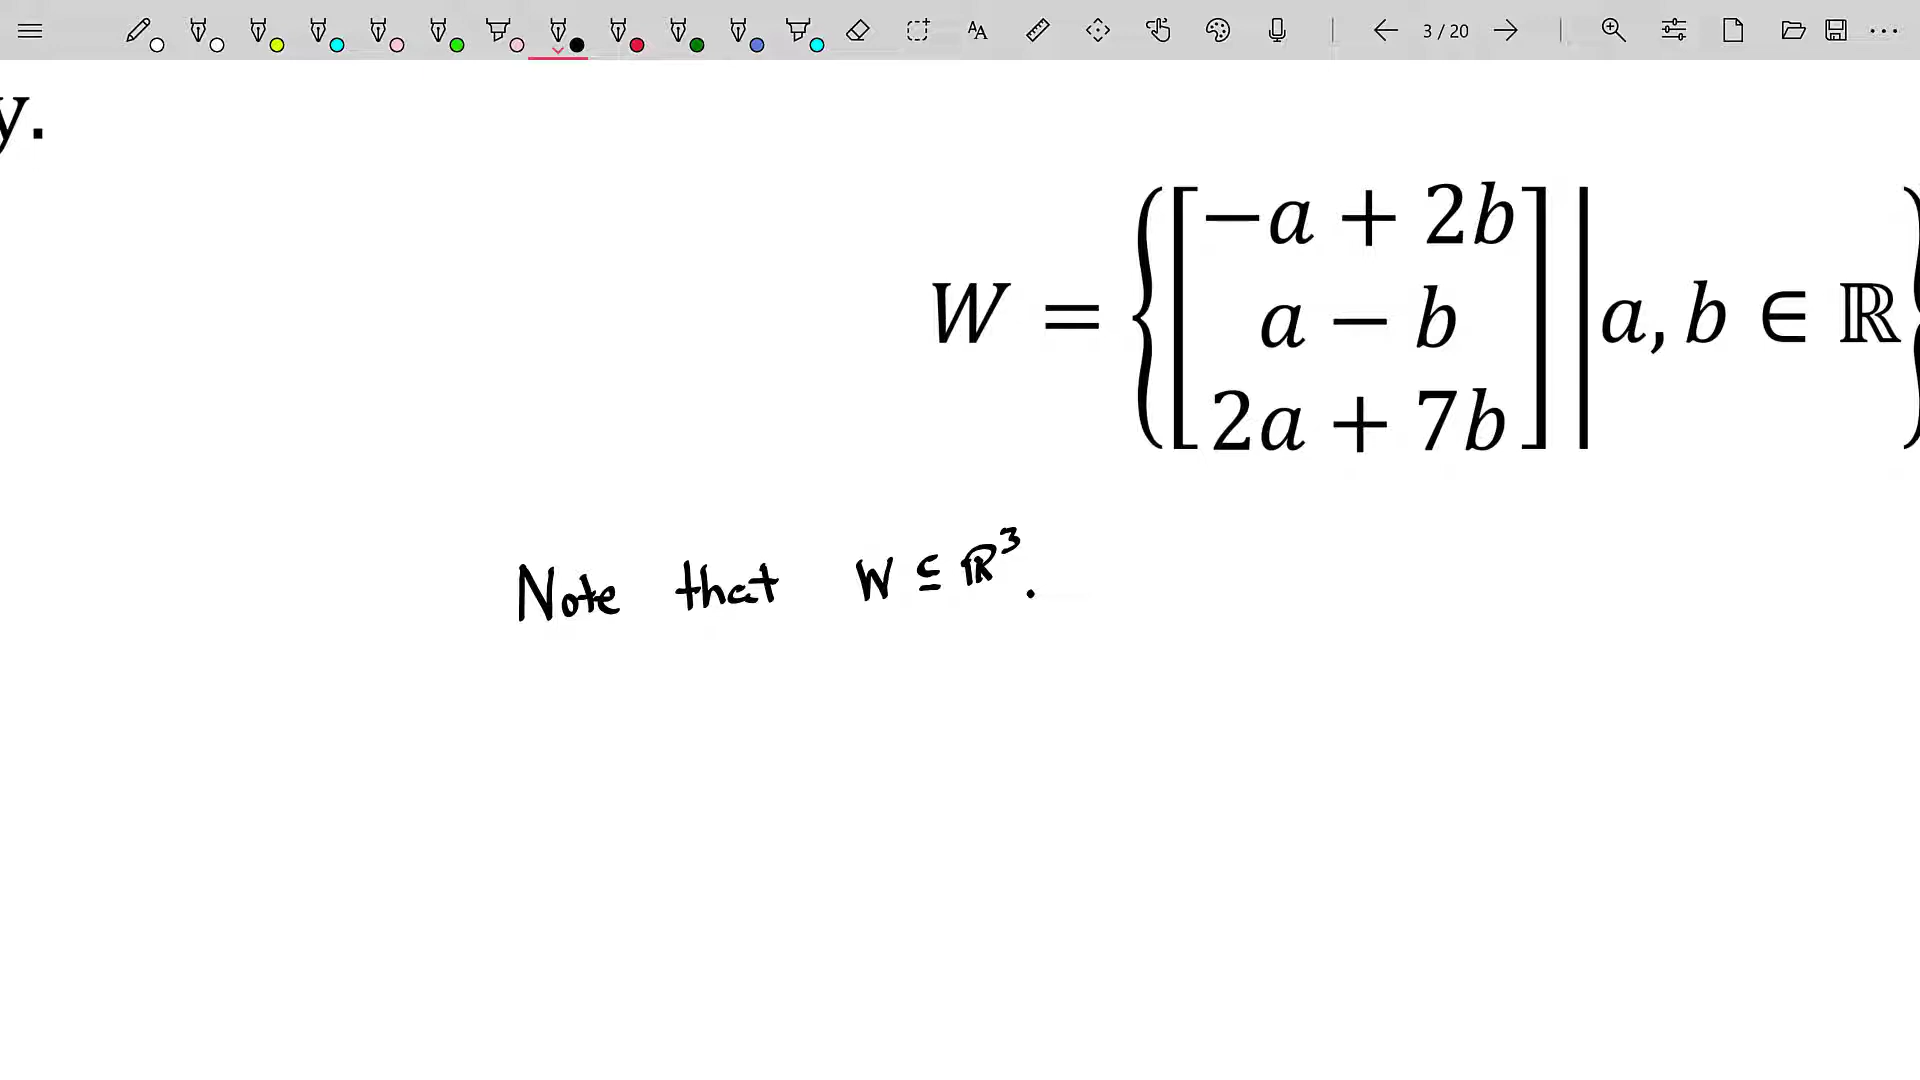 3 / 20
y.
W = { [ −a + 2b
a − b
2a + 7b ] | a, b ∈ ℝ }
Note that W ⊆ ℝ³.